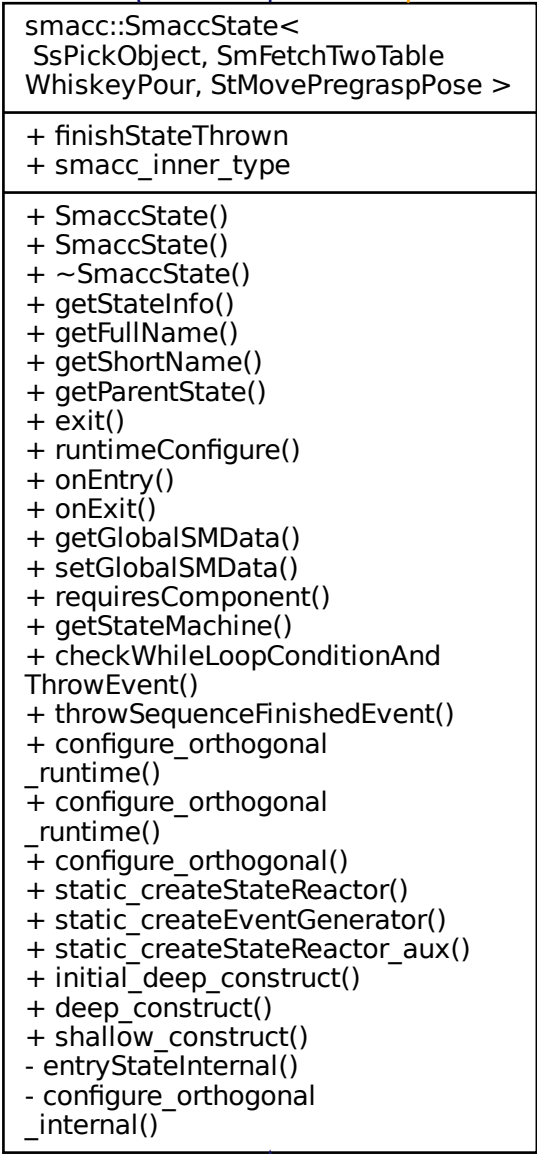 smacc::SmaccState<
SsPickObject, SmFetchTwoTable
WhiskeyPour, StMovePregraspPose >
+ finishStateThrown
+ smacc_inner_type
+ SmaccState()
+ SmaccState()
+ ~SmaccState()
+ getStateInfo()
+ getFullName()
+ getShortName()
+ getParentState()
+ exit()
+ runtimeConfigure()
+ onEntry()
+ onExit()
+ getGlobalSMData()
+ setGlobalSMData()
+ requiresComponent()
+ getStateMachine()
+ checkWhileLoopConditionAnd
ThrowEvent()
+ throwSequenceFinishedEvent()
+ configure_orthogonal
_runtime()
+ configure_orthogonal
_runtime()
+ configure_orthogonal()
+ static_createStateReactor()
+ static_createEventGenerator()
+ static_createStateReactor_aux()
+ initial_deep_construct()
+ deep_construct()
+ shallow_construct()
- entryStateInternal()
- configure_orthogonal
_internal()